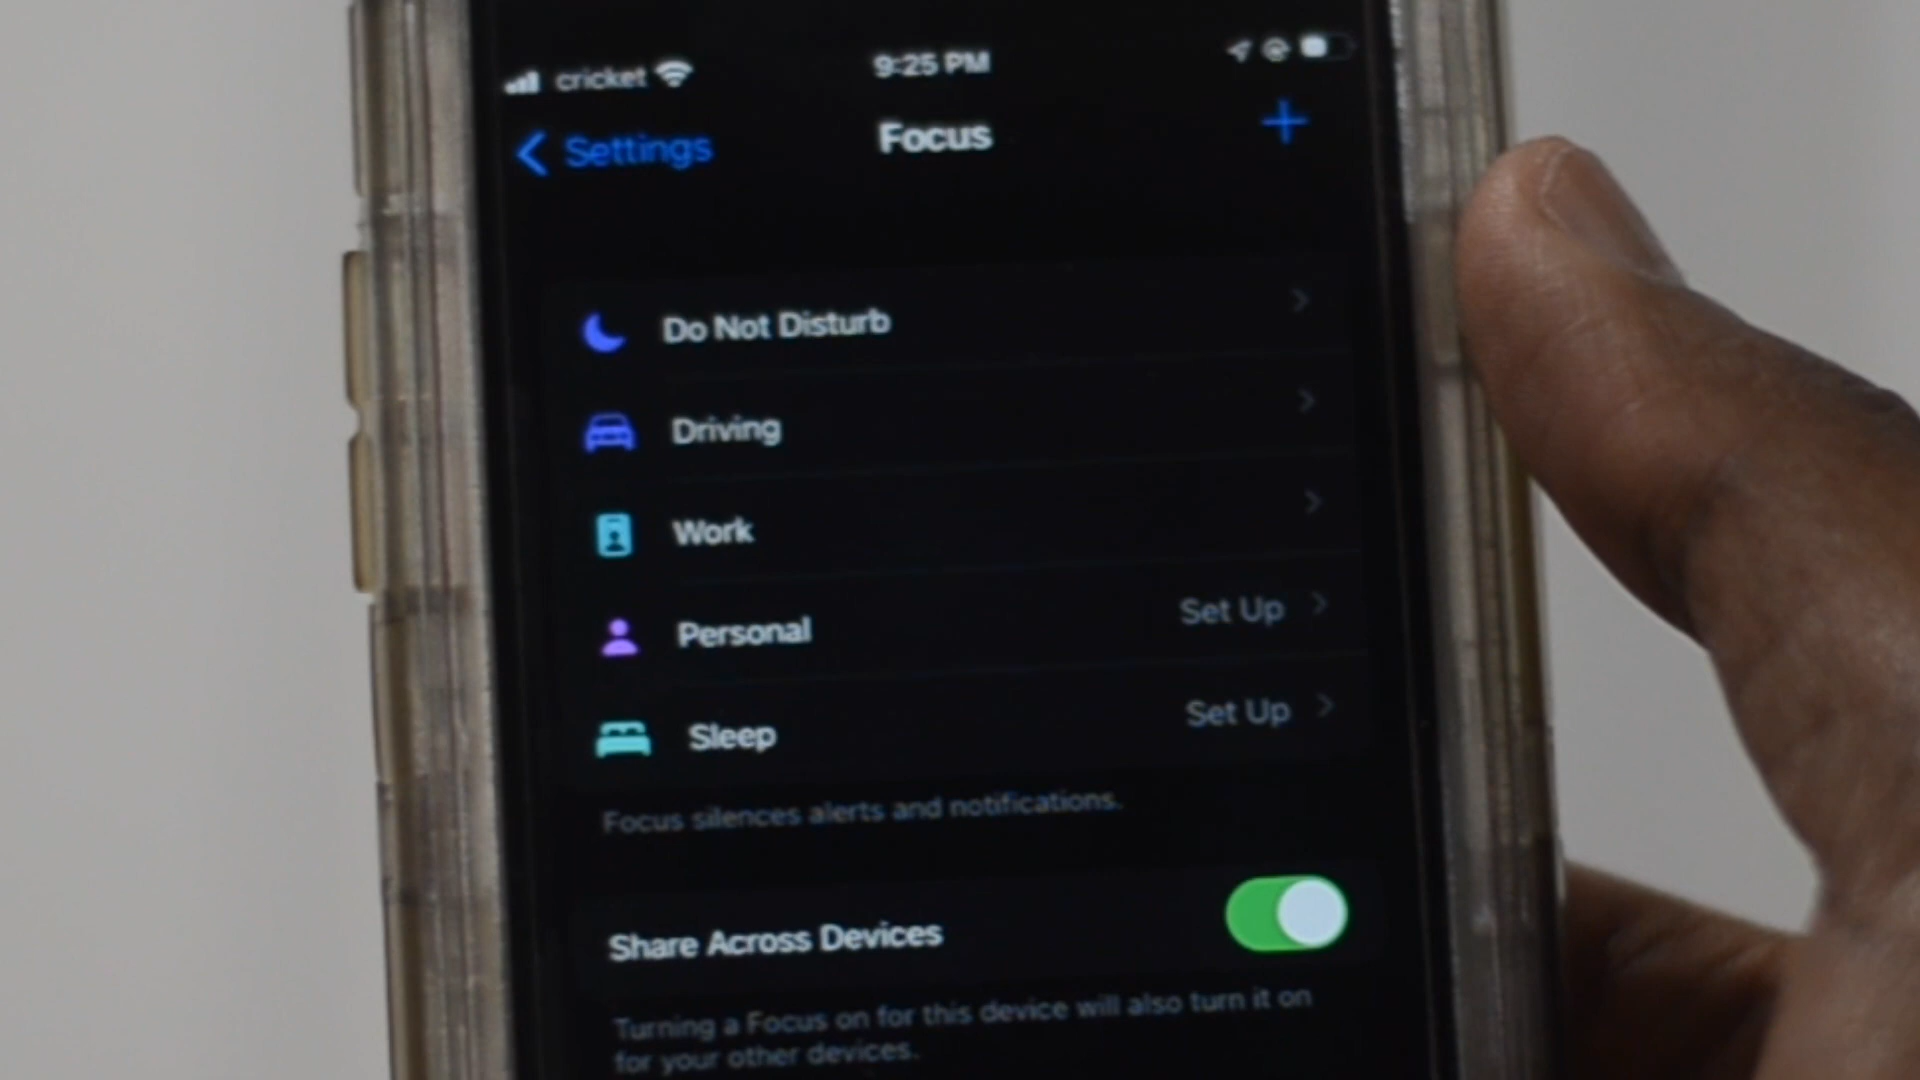 cricket 9:25 PM
Settings Focus
Do Not Disturb
Driving
Work
Personal Set Up
Sleep Set Up
Focus silences alerts and notifications.
Share Across Devices
Turning a Focus on for this device will also turn it on
for your other devices.